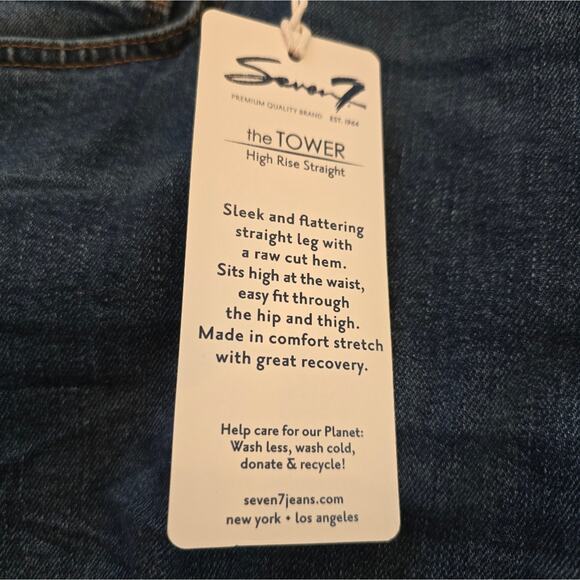 Seven7
PREMIUM QUALITY BRAND EST. 1964
the TOWER
High Rise Straight
Sleek and flattering
straight leg with
a raw cut hem.
Sits high at the waist,
easy fit through
the hip and thigh.
Made in comfort stretch
with great recovery.
Help care for our Planet:
Wash less, wash cold,
donate & recycle!
seven7jeans.com
new york • los angeles